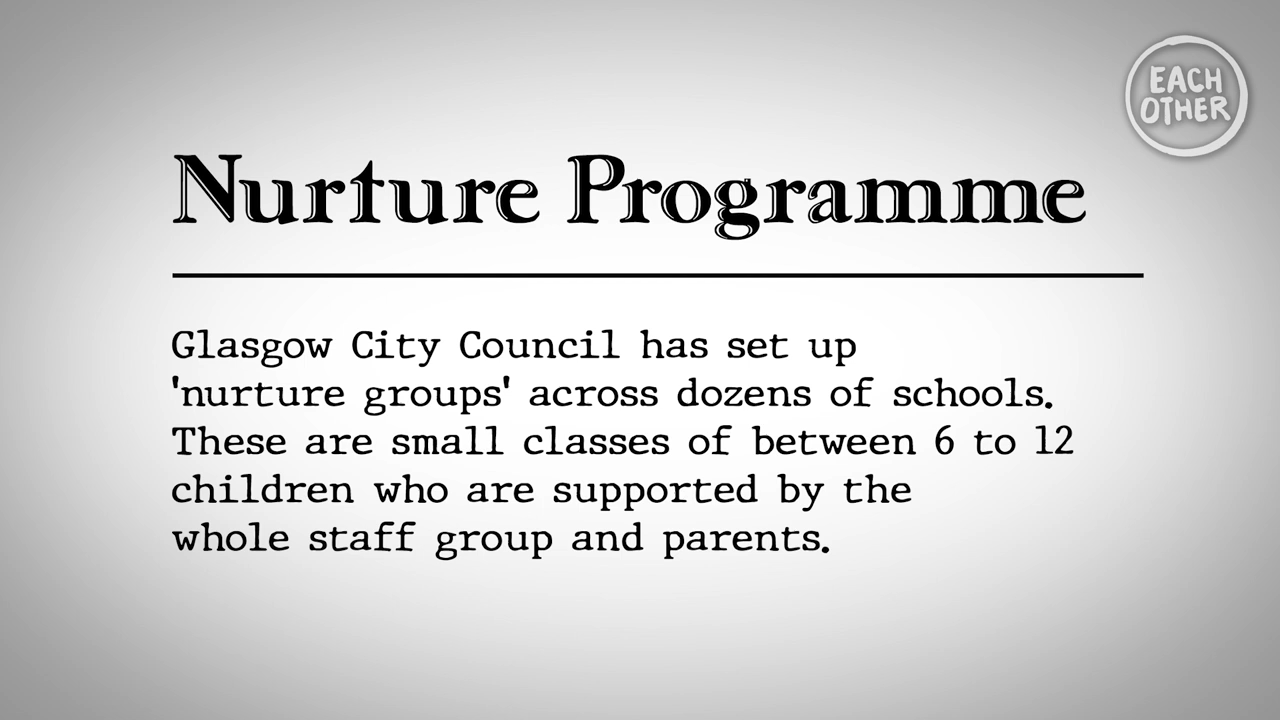 EACH
OTHER
Nurture Programme
Glasgow City Council has set up
'nurture groups' across dozens of schools.
These are small classes of between 6 to 12
children who are supported by the
whole staff group and parents.